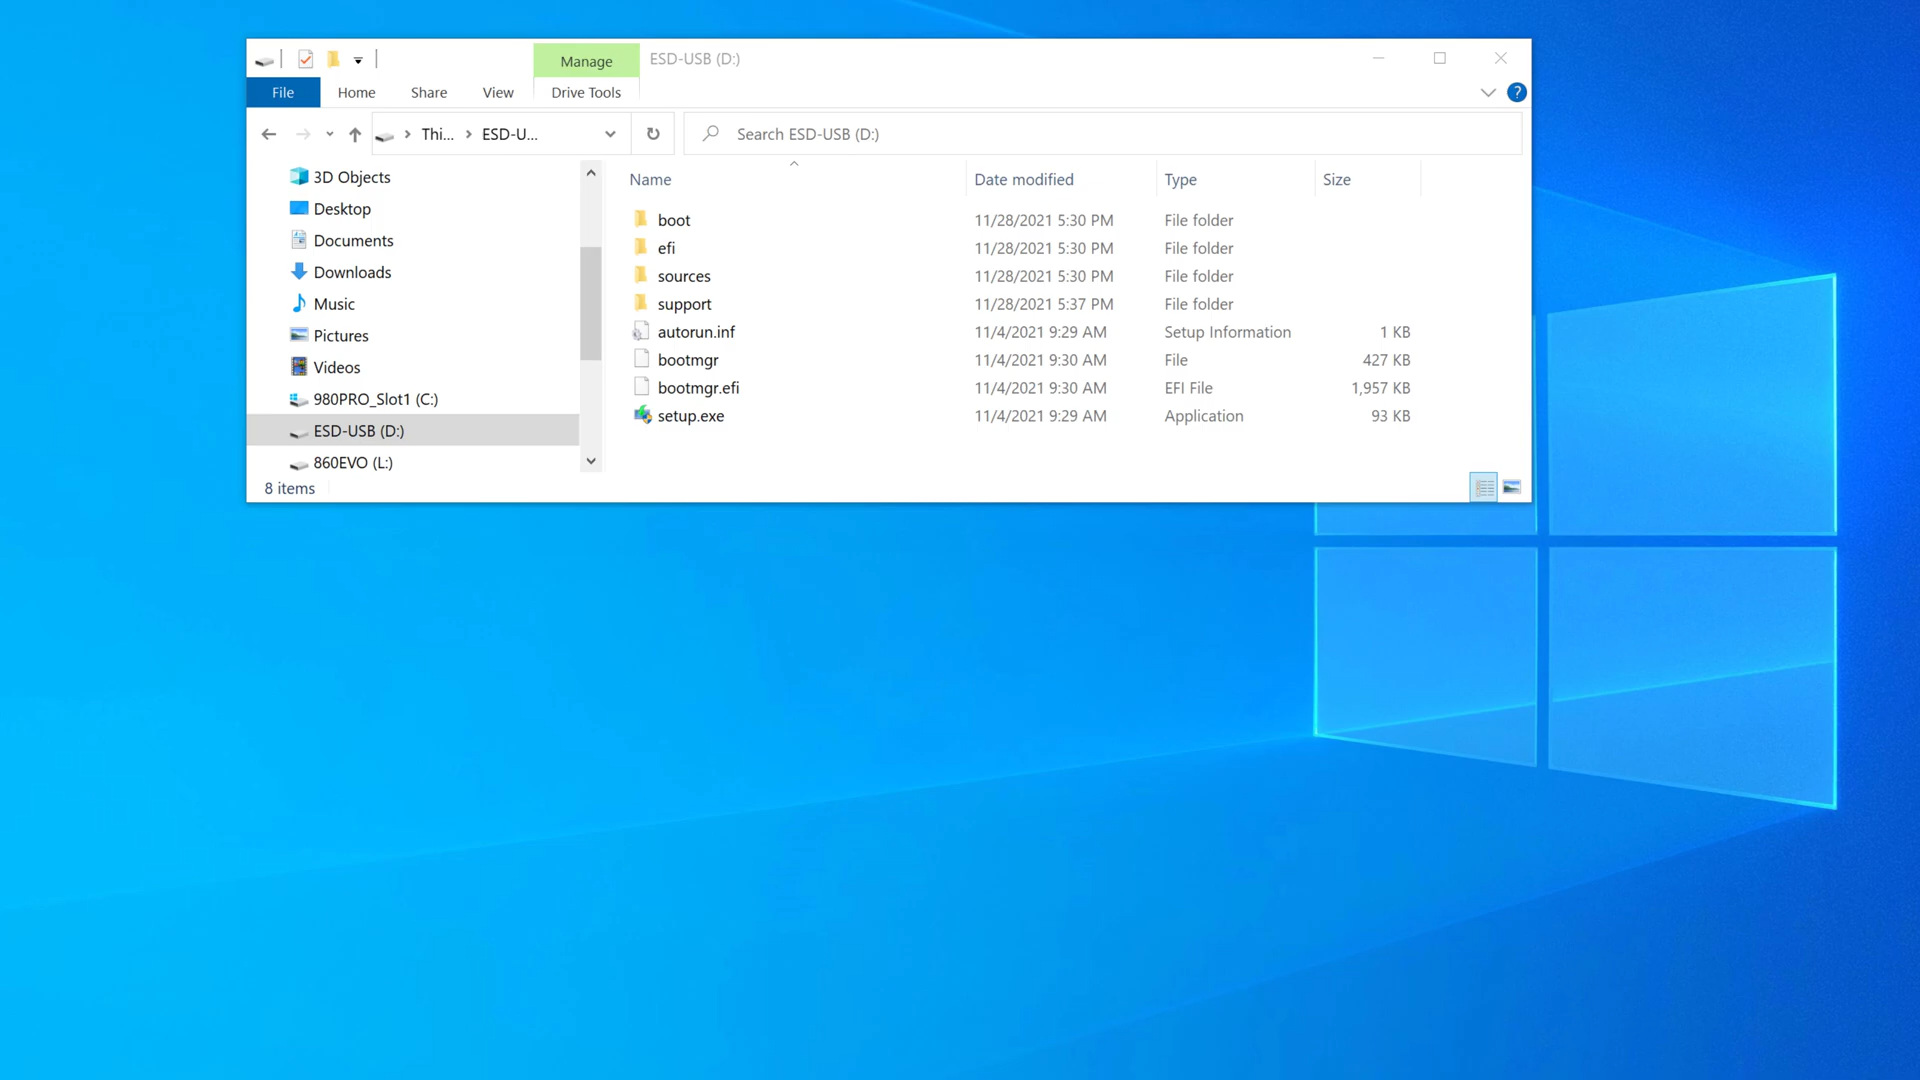 Manage ESD-USB (D:)
File Home Share View Drive Tools ?
Thi... ESD-U... Search ESD-USB (D:)
3D Objects
Desktop
Documents
Downloads
Music
Pictures
Videos
980PRO_Slot1 (C:)
ESD-USB (D:)
860EVO (L:)
Name Date modified Type Size
boot 11/28/2021 5:30 PM File folder
efi 11/28/2021 5:30 PM File folder
sources 11/28/2021 5:30 PM File folder
support 11/28/2021 5:37 PM File folder
autorun.inf 11/4/2021 9:29 AM Setup Information 1 KB
bootmgr 11/4/2021 9:30 AM File 427 KB
bootmgr.efi 11/4/2021 9:30 AM EFI File 1,957 KB
setup.exe 11/4/2021 9:29 AM Application 93 KB
8 items